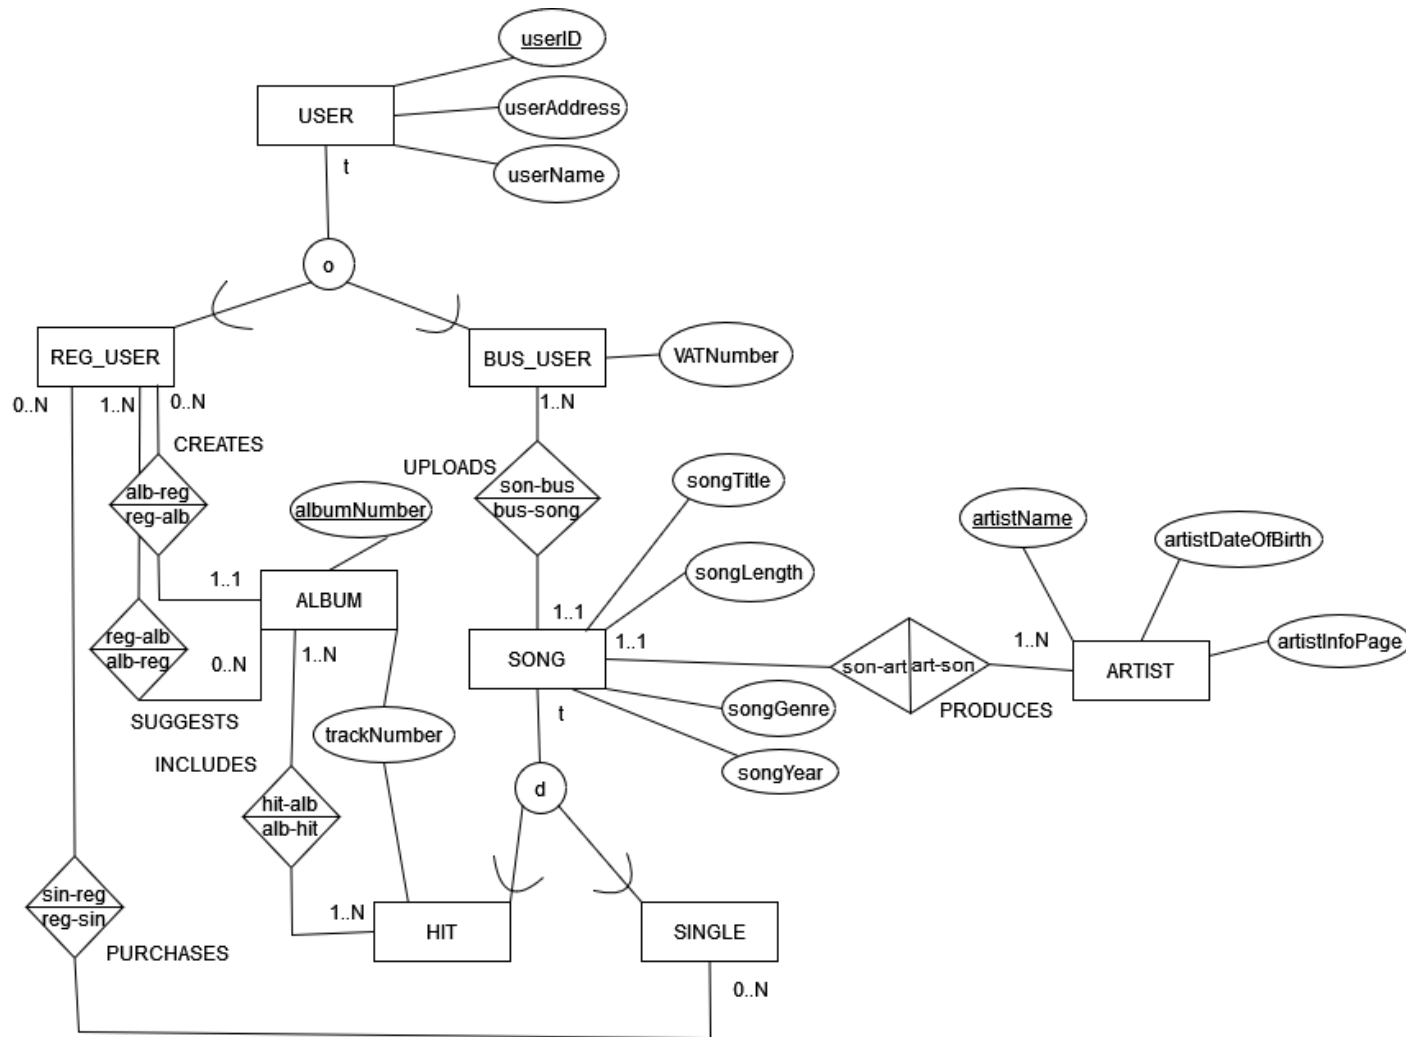 userID
USER
userAddress
userName
t
o
REG_USER
BUS_USER
VATNumber
0..N
1..N
0..N
1..N
CREATES
UPLOADS
songTitle
alb-reg
reg-alb
son-bus
bus-song
albumNumber
artistName
artistDateOfBirth
songLength
1..1
ALBUM
1..1
reg-alb
alb-reg
0..N
1..N
SONG
1..1
son-art
art-son
1..N
ARTIST
artistInfoPage
SUGGESTS
songGenre
PRODUCES
t
trackNumber
INCLUDES
songYear
d
hit-alb
alb-hit
sin-reg
reg-sin
1..N
HIT
SINGLE
PURCHASES
0..N